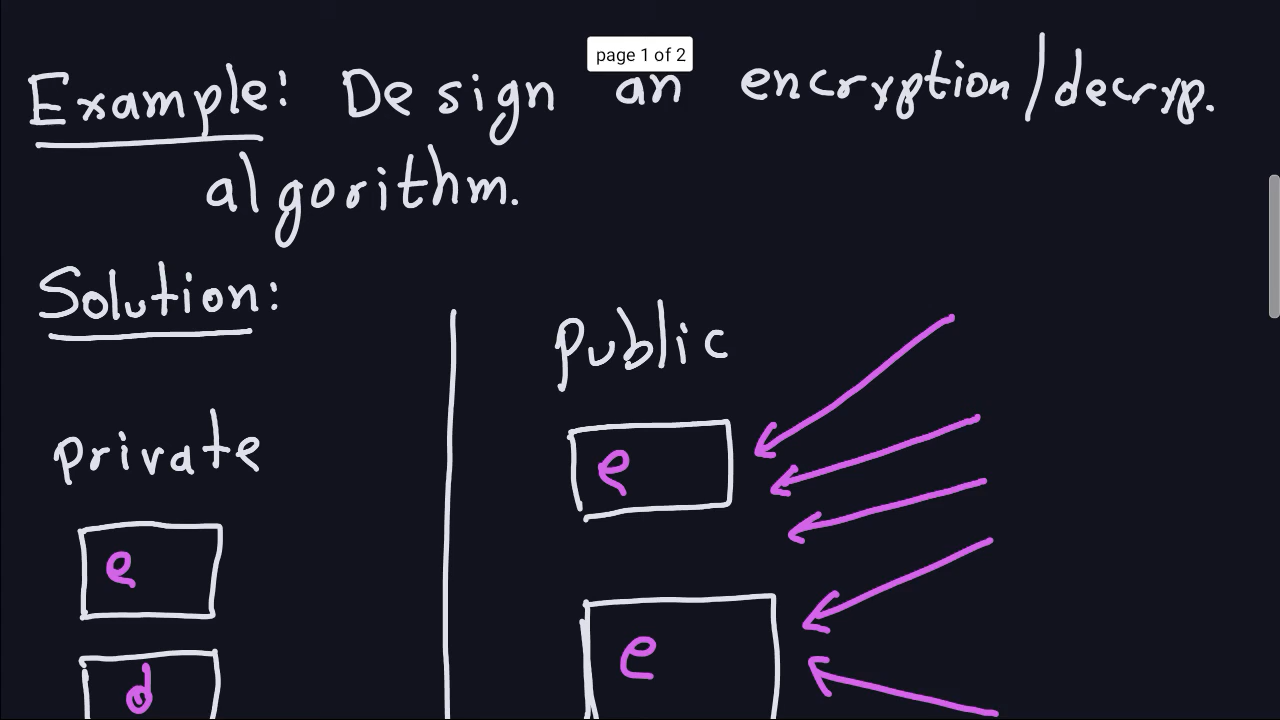 page 1 of 2
Example: Design an encryption/decryp.
algorithm.
Solution:
private
e
d
public
e
e